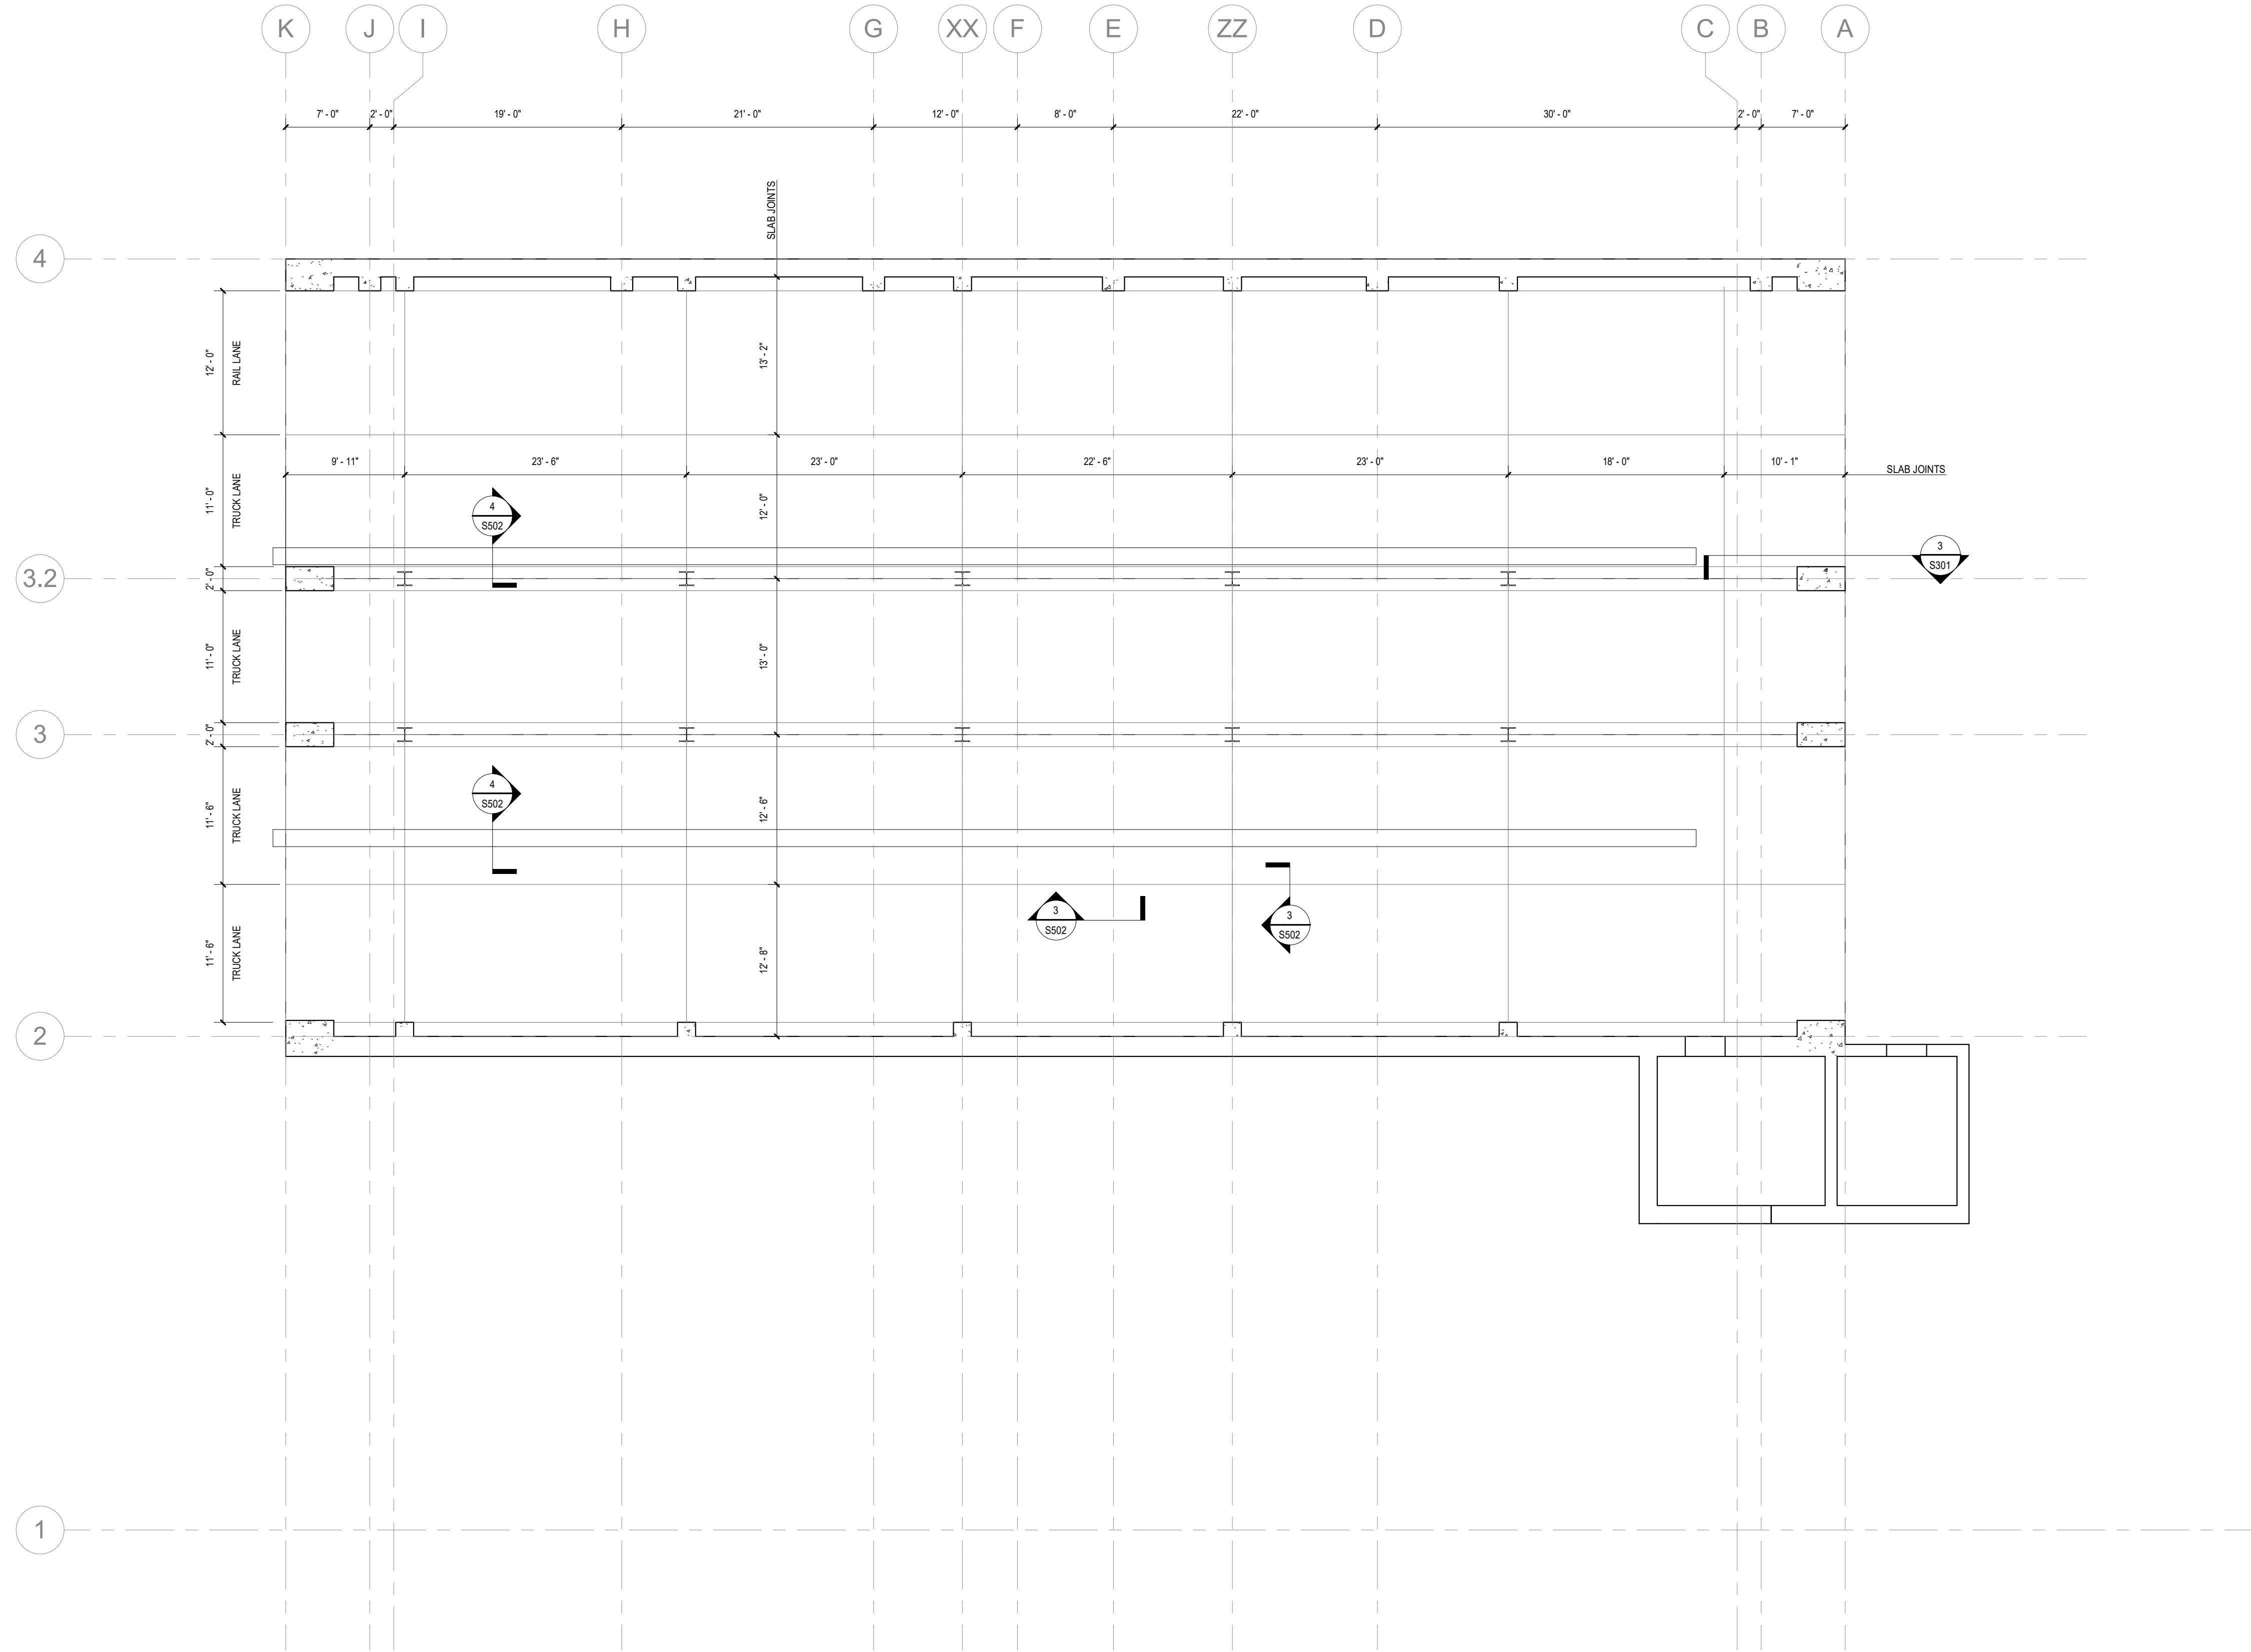 K J I H G XX F E ZZ D C B A
7' - 0" 2' - 0" 19' - 0" 21' - 0" 12' - 0" 8' - 0" 22' - 0" 30' - 0" 2' - 0" 7' - 0"
SLAB JOINTS
4
12' - 0"
RAIL LANE
13' - 2"
9' - 11" 23' - 6" 23' - 0" 22' - 6" 23' - 0" 18' - 0" 10' - 1" SLAB JOINTS
11' - 0"
TRUCK LANE
12' - 0"
4
S502
3
S301
3.2
2' - 0"
11' - 0"
TRUCK LANE
13' - 0"
3
2' - 0"
11' - 6"
TRUCK LANE
12' - 6"
4
S502
11' - 6"
TRUCK LANE
12' - 8"
3
S502
3
S502
2
1